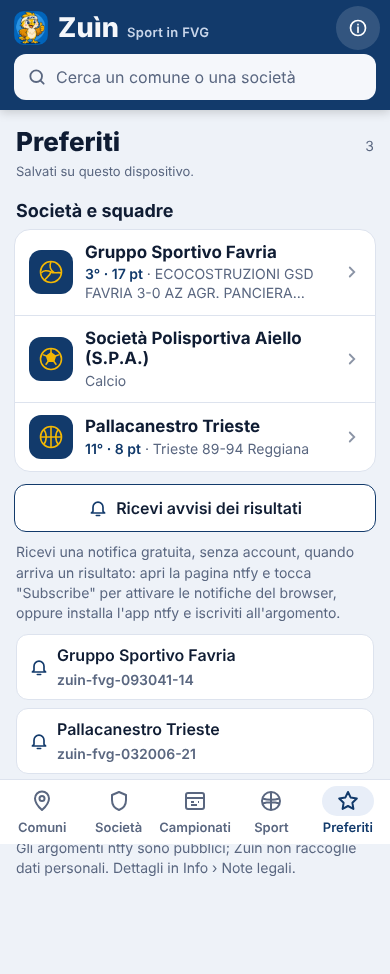 Zuìn Sport in FVG
Cerca un comune o una società
Preferiti 3
Salvati su questo dispositivo.
Società e squadre
Gruppo Sportivo Favria
3° · 17 pt · ECOCOSTRUZIONI GSD
FAVRIA 3-0 AZ AGR. PANCIERA...
Società Polisportiva Aiello
(S.P.A.)
Calcio
Pallacanestro Trieste
11° · 8 pt · Trieste 89-94 Reggiana
Ricevi avvisi dei risultati
Ricevi una notifica gratuita, senza account, quando
arriva un risultato: apri la pagina ntfy e tocca
"Subscribe" per attivare le notifiche del browser,
oppure installa l'app ntfy e iscriviti all'argomento.
Gruppo Sportivo Favria
zuin-fvg-093041-14
Pallacanestro Trieste
zuin-fvg-032006-21
Comuni Società Campionati Sport Preferiti
Gli argomenti ntfy sono pubblici; Zuìn non raccoglie
dati personali. Dettagli in Info › Note legali.